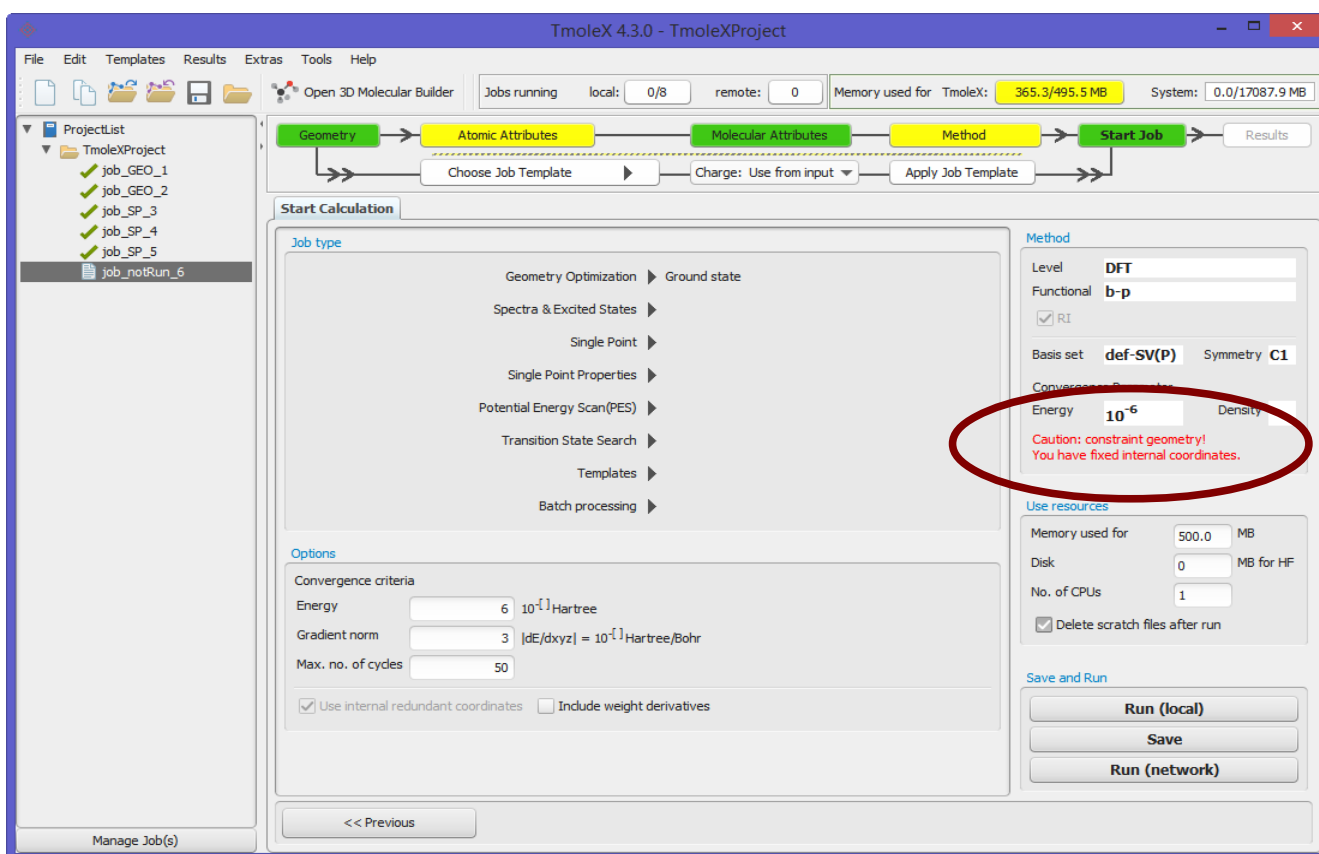 TmoleX 4.3.0 - TmoleXProject
File Edit Templates Results Extras Tools Help
Open 3D Molecular Builder Jobs running local: 0/8 remote: 0 Memory used for TmoleX: 365.3/495.5 MB System: 0.0/17087.9 MB
ProjectList
TmoleXProject
job_GEO_1
job_GEO_2
job_SP_3
job_SP_4
job_SP_5
job_notRun_6
Manage Job(s)
Geometry Atomic Attributes Molecular Attributes Method Start Job Results
Choose Job Template Charge: Use from input Apply Job Template
Start Calculation
Job type
Geometry Optimization Ground state
Spectra & Excited States
Single Point
Single Point Properties
Potential Energy Scan(PES)
Transition State Search
Templates
Batch processing
Options
Convergence criteria
Energy 6 10^-[ ] Hartree
Gradient norm 3 |dE/dxyz| = 10^-[ ] Hartree/Bohr
Max. no. of cycles 50
Use internal redundant coordinates Include weight derivatives
<< Previous
Method
Level DFT
Functional b-p
RI
Basis set def-SV(P) Symmetry C1
Convergence Parameter
Energy 10^-6 Density
Caution: constraint geometry!
You have fixed internal coordinates.
Use resources
Memory used for 500.0 MB
Disk 0 MB for HF
No. of CPUs 1
Delete scratch files after run
Save and Run
Run (local)
Save
Run (network)